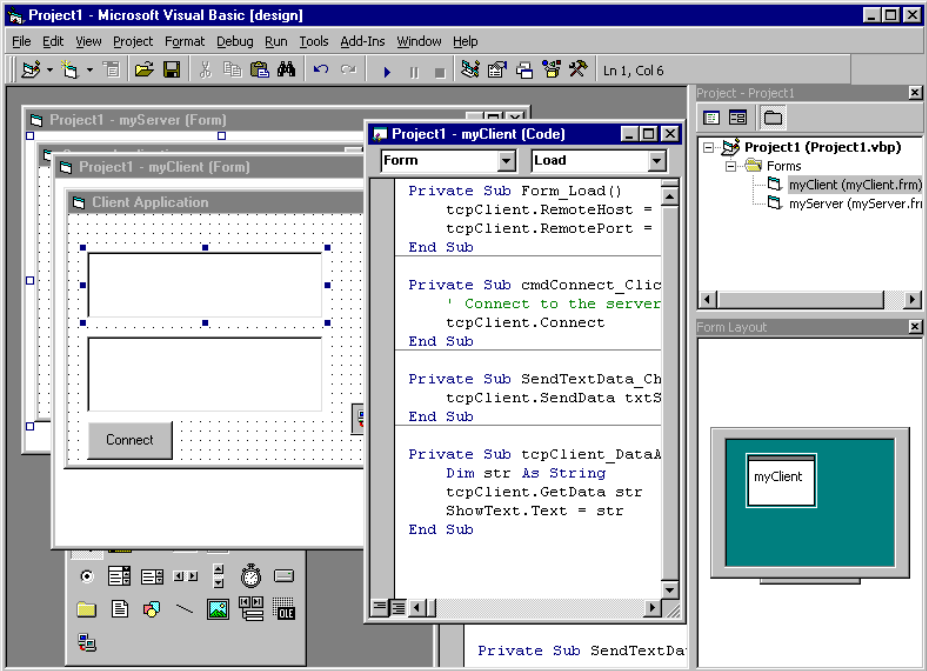 Project1 - Microsoft Visual Basic [design]
File Edit View Project Format Debug Run Tools Add-Ins Window Help
Ln 1, Col 6
Project - Project1
Project1 (Project1.vbp)
Forms
myClient (myClient.frm)
myServer (myServer.fr
Form Layout
myClient
Project1 - myServer (Form)
Project1 - myClient (Form)
Client Application
Connect
OLE
Project1 - myClient (Code)
Form Load
Private Sub Form_Load()
tcpClient.RemoteHost =
tcpClient.RemotePort =
End Sub
Private Sub cmdConnect_Clic
' Connect to the server
tcpClient.Connect
End Sub
Private Sub SendTextData_Ch
tcpClient.SendData txtS
End Sub
Private Sub tcpClient_DataA
Dim str As String
tcpClient.GetData str
ShowText.Text = str
End Sub
Private Sub SendTextDa